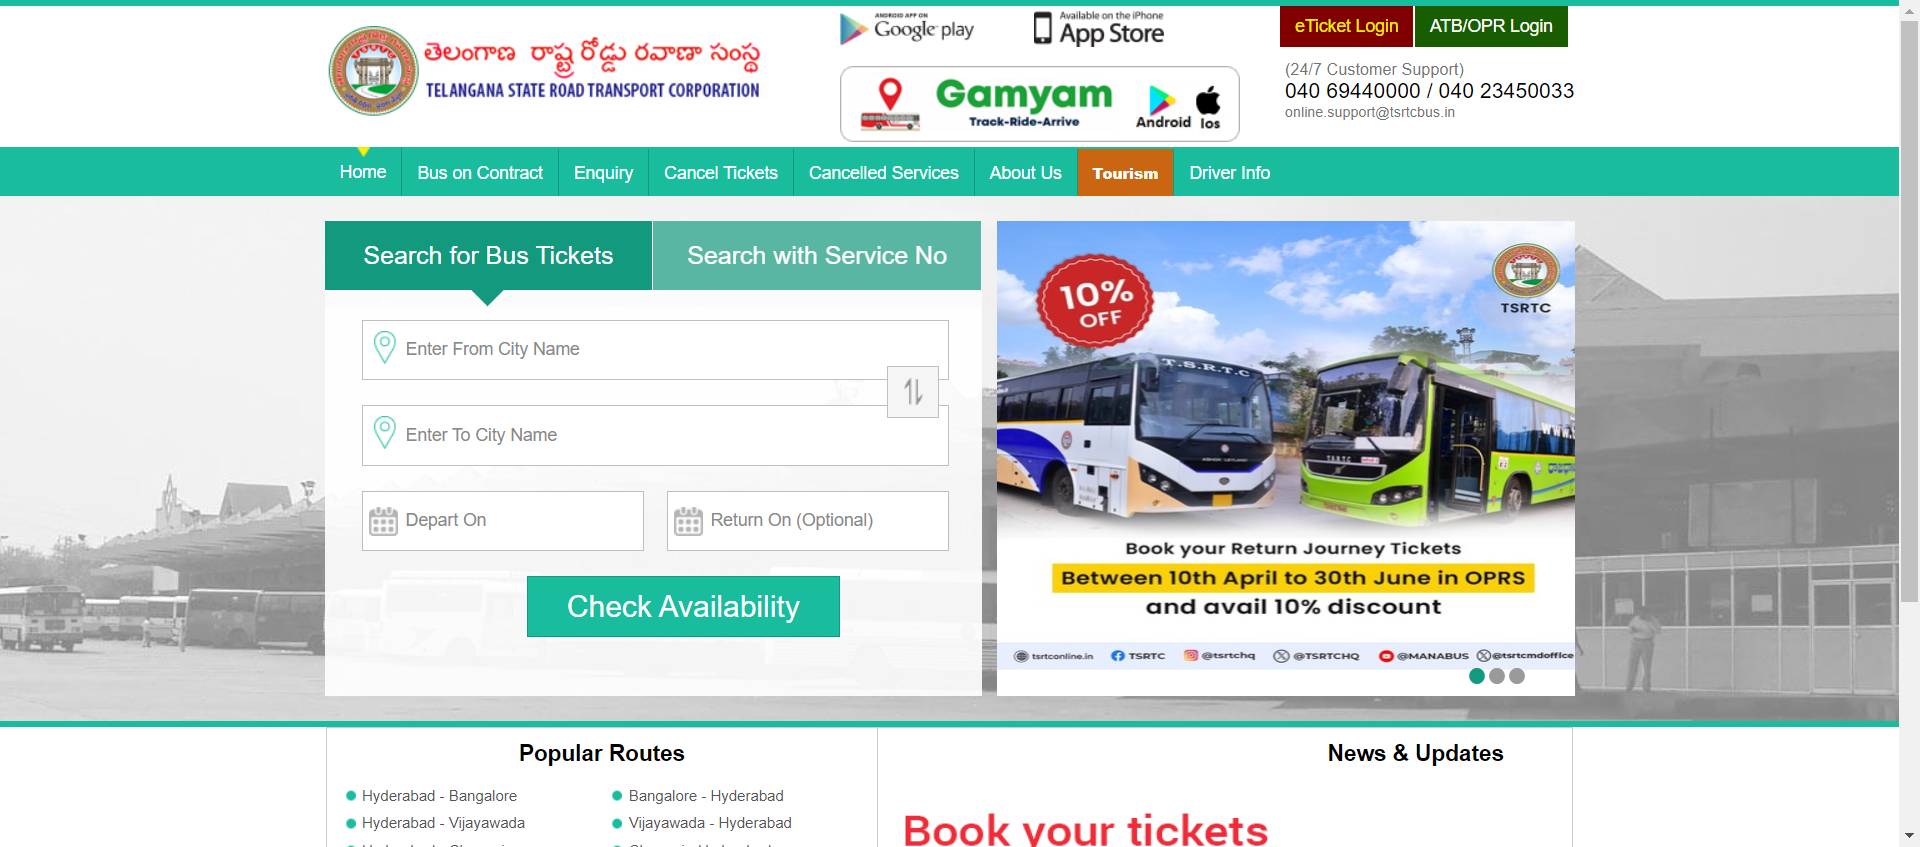 తెలంగాణ రాష్ట్ర రోడ్డు రవాణా సంస్థ
TELANGANA STATE ROAD TRANSPORT CORPORATION
ANDROID APP ON
Google play
Available on the iPhone
App Store
Gamyam
Track-Ride-Arrive
Android
Ios
eTicket Login
ATB/OPR Login
(24/7 Customer Support)
040 69440000 / 040 23450033
online.support@tsrtcbus.in
Home
Bus on Contract
Enquiry
Cancel Tickets
Cancelled Services
About Us
Tourism
Driver Info
Search for Bus Tickets
Search with Service No
Enter From City Name
Enter To City Name
Depart On
Return On (Optional)
Check Availability
10%
OFF
TSRTC
T.S.R.T.C
ASHOK LEYLAND
TSRTC
Book your Return Journey Tickets
Between 10th April to 30th June in OPRS
and avail 10% discount
tsrtconline.in
TSRTC
@tsrtchq
@TSRTCHQ
@MANABUS
@tsrtcmdoffice
Popular Routes
Hyderabad - Bangalore
Bangalore - Hyderabad
Hyderabad - Vijayawada
Vijayawada - Hyderabad
News & Updates
Book your tickets